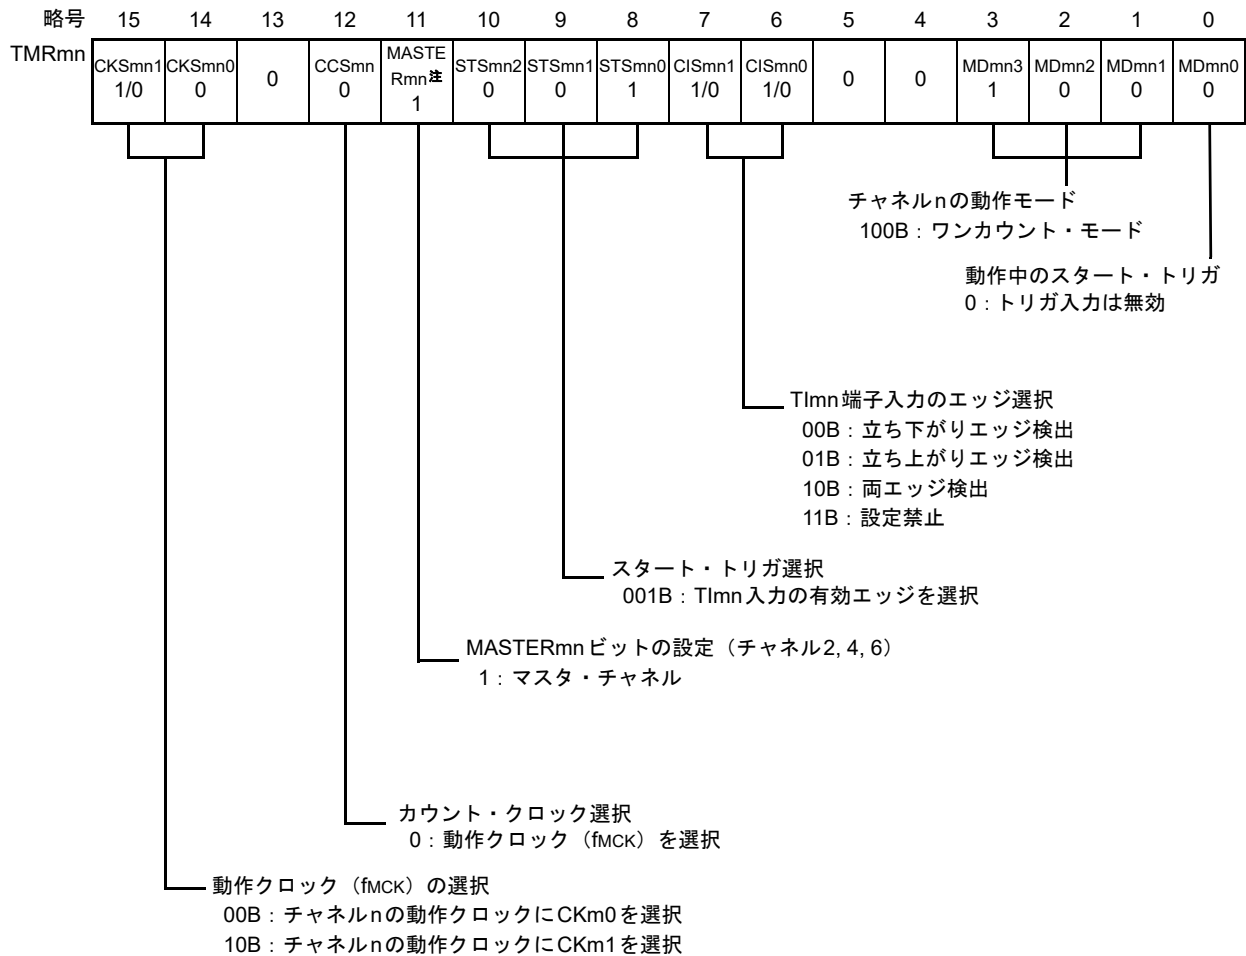 略号 15 14 13 12 11 10 9 8 7 6 5 4 3 2 1 0
TMRmn CKSmn1 CKSmn0 0 CCSmn MASTE STSmn2 STSmn1 STSmn0 CISmn1 CISmn0 0 0 MDmn3 MDmn2 MDmn1 MDmn0
Rmn注
1/0 0 0 1 0 0 1 1/0 1/0 1 0 0 0
チャネルnの動作モード
100B：ワンカウント・モード
動作中のスタート・トリガ
0：トリガ入力は無効
TImn端子入力のエッジ選択
00B：立ち下がりエッジ検出
01B：立ち上がりエッジ検出
10B：両エッジ検出
11B：設定禁止
スタート・トリガ選択
001B：TImn入力の有効エッジを選択
MASTERmnビットの設定（チャネル2, 4, 6）
1：マスタ・チャネル
カウント・クロック選択
0：動作クロック（fMCK）を選択
動作クロック（fMCK）の選択
00B：チャネルnの動作クロックにCKm0を選択
10B：チャネルnの動作クロックにCKm1を選択